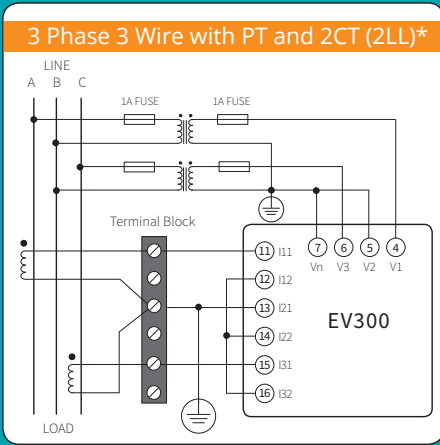 3 Phase 3 Wire with PT and 2CT (2LL)*
LINE
A B C
1A FUSE 1A FUSE
Terminal Block
11 I11
12 I12
13 I21
14 I22
15 I31
16 I32
7 6 5 4
Vn V3 V2 V1
EV300
LOAD